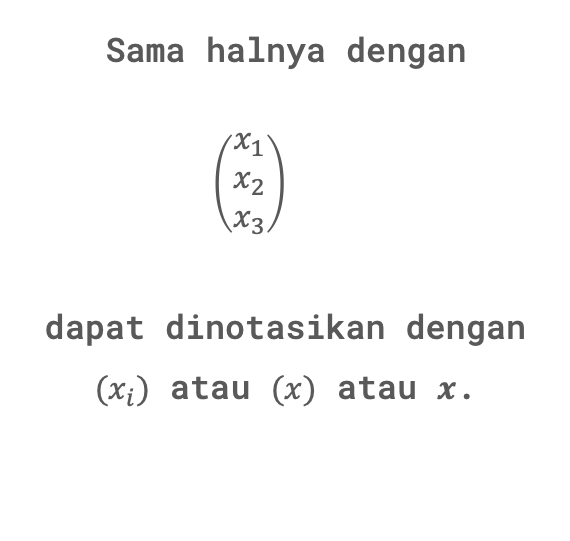 Sama halnya dengan
x₁
x₂
x₃
dapat dinotasikan dengan
(xᵢ) atau (x) atau x.